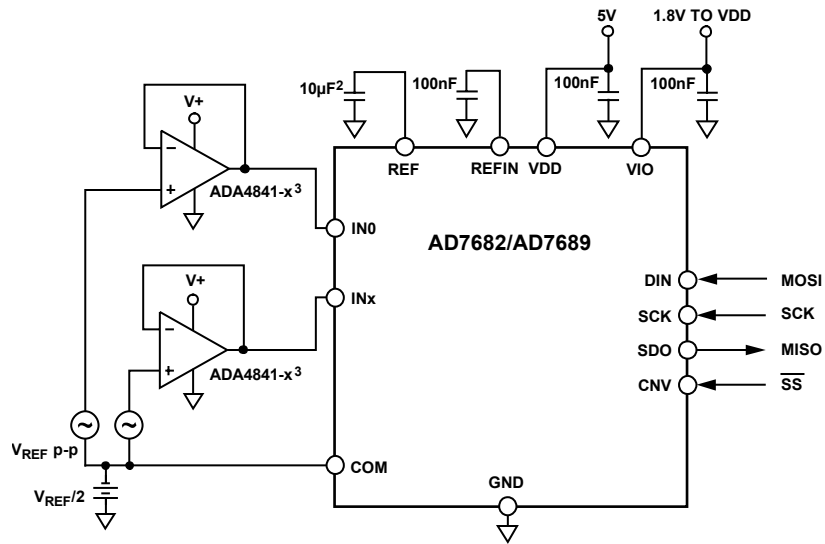 5V
1.8V TO VDD
10µF²
100nF
100nF
100nF
V+
−
+
ADA4841-x³
REF
REFIN
VDD
VIO
IN0
AD7682/AD7689
V+
−
+
ADA4841-x³
INx
DIN
MOSI
SCK
SCK
SDO
MISO
CNV
S̅S̅
~
~
VREF p-p
COM
VREF/2
GND